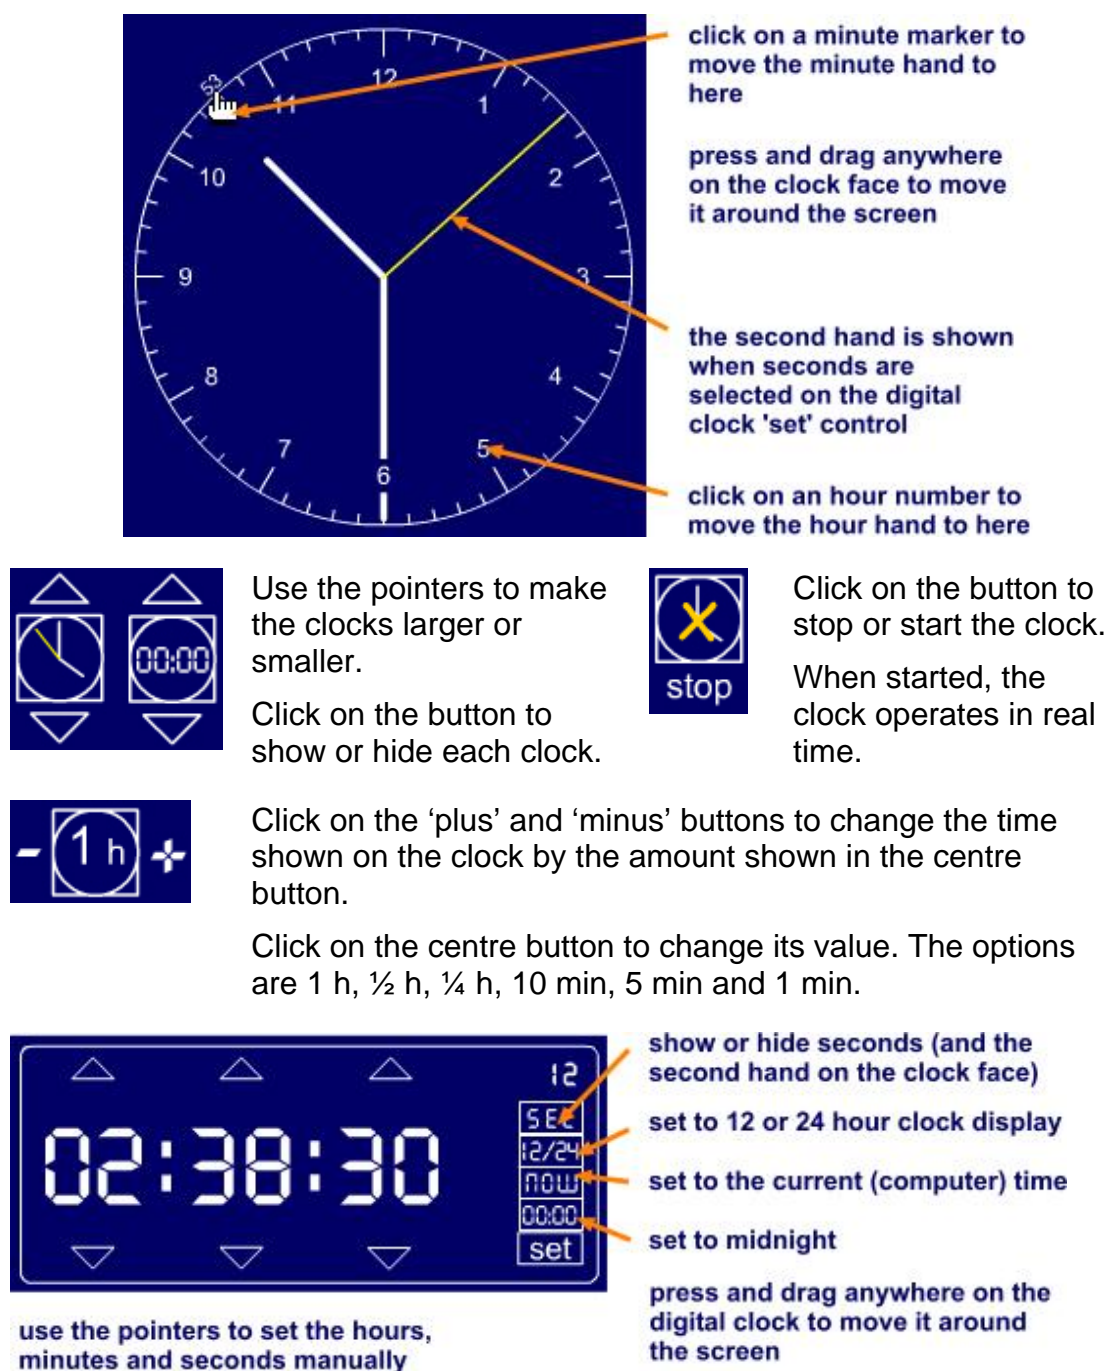 click on a minute marker to
move the minute hand to
here
press and drag anywhere
on the clock face to move
it around the screen
the second hand is shown
when seconds are
selected on the digital
clock 'set' control
click on an hour number to
move the hour hand to here
53
12
11
1
10
2
9
3
8
4
7
5
6
00:00
Use the pointers to make
the clocks larger or
smaller.
Click on the button to
show or hide each clock.
stop
Click on the button to
stop or start the clock.
When started, the
clock operates in real
time.
- 1 h +
Click on the ‘plus’ and ‘minus’ buttons to change the time
shown on the clock by the amount shown in the centre
button.
Click on the centre button to change its value. The options
are 1 h, ½ h, ¼ h, 10 min, 5 min and 1 min.
12
02:38:30
SEC
12/24
now
00:00
set
show or hide seconds (and the
second hand on the clock face)
set to 12 or 24 hour clock display
set to the current (computer) time
set to midnight
press and drag anywhere on the
digital clock to move it around
the screen
use the pointers to set the hours,
minutes and seconds manually